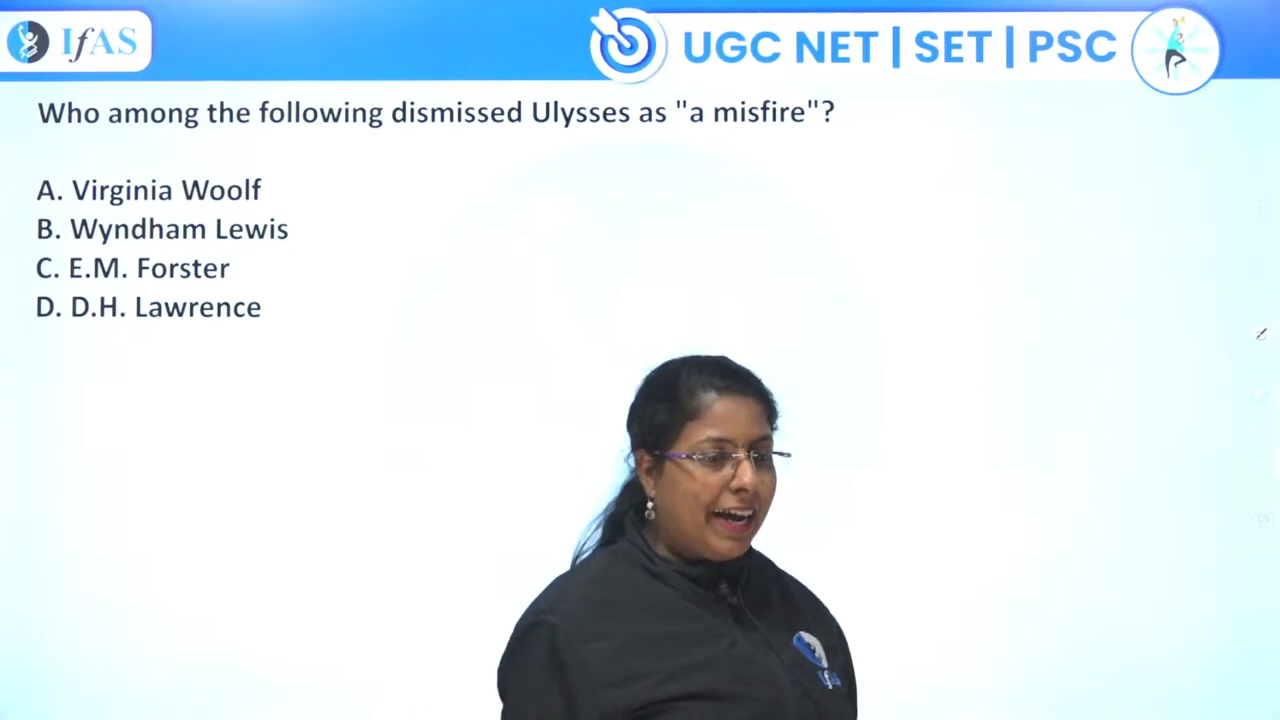 IfAS
UGC NET | SET | PSC
Who among the following dismissed Ulysses as "a misfire"?
A. Virginia Woolf
B. Wyndham Lewis
C. E.M. Forster
D. D.H. Lawrence